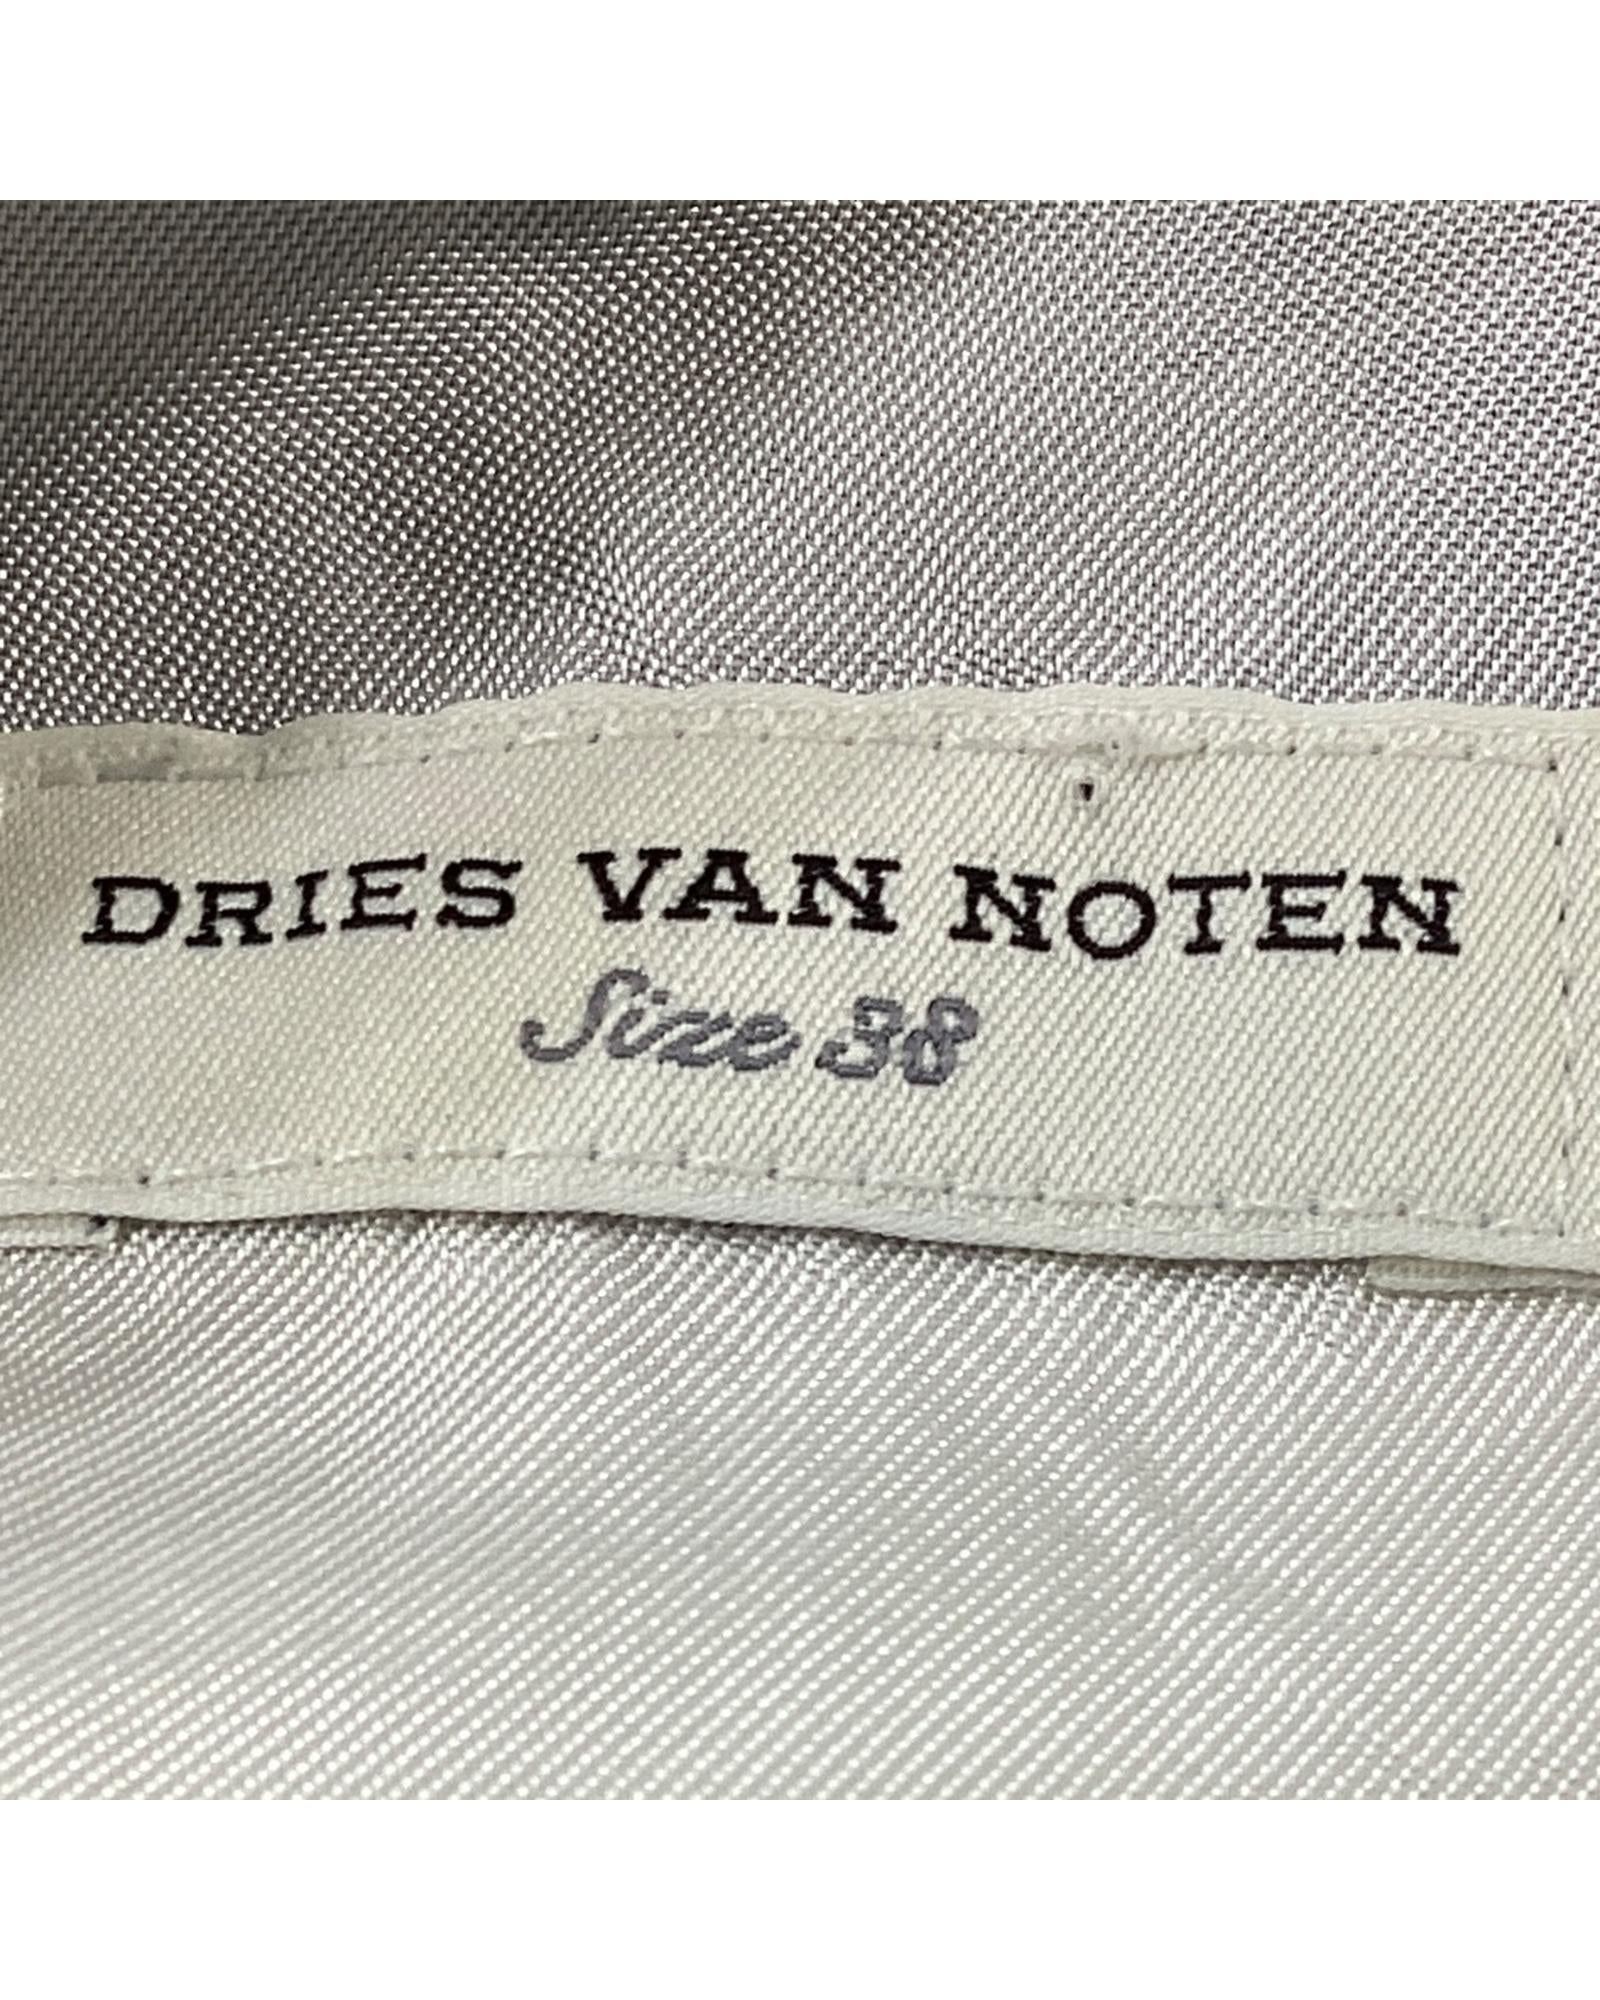 DRIES VAN NOTEN
Size 38